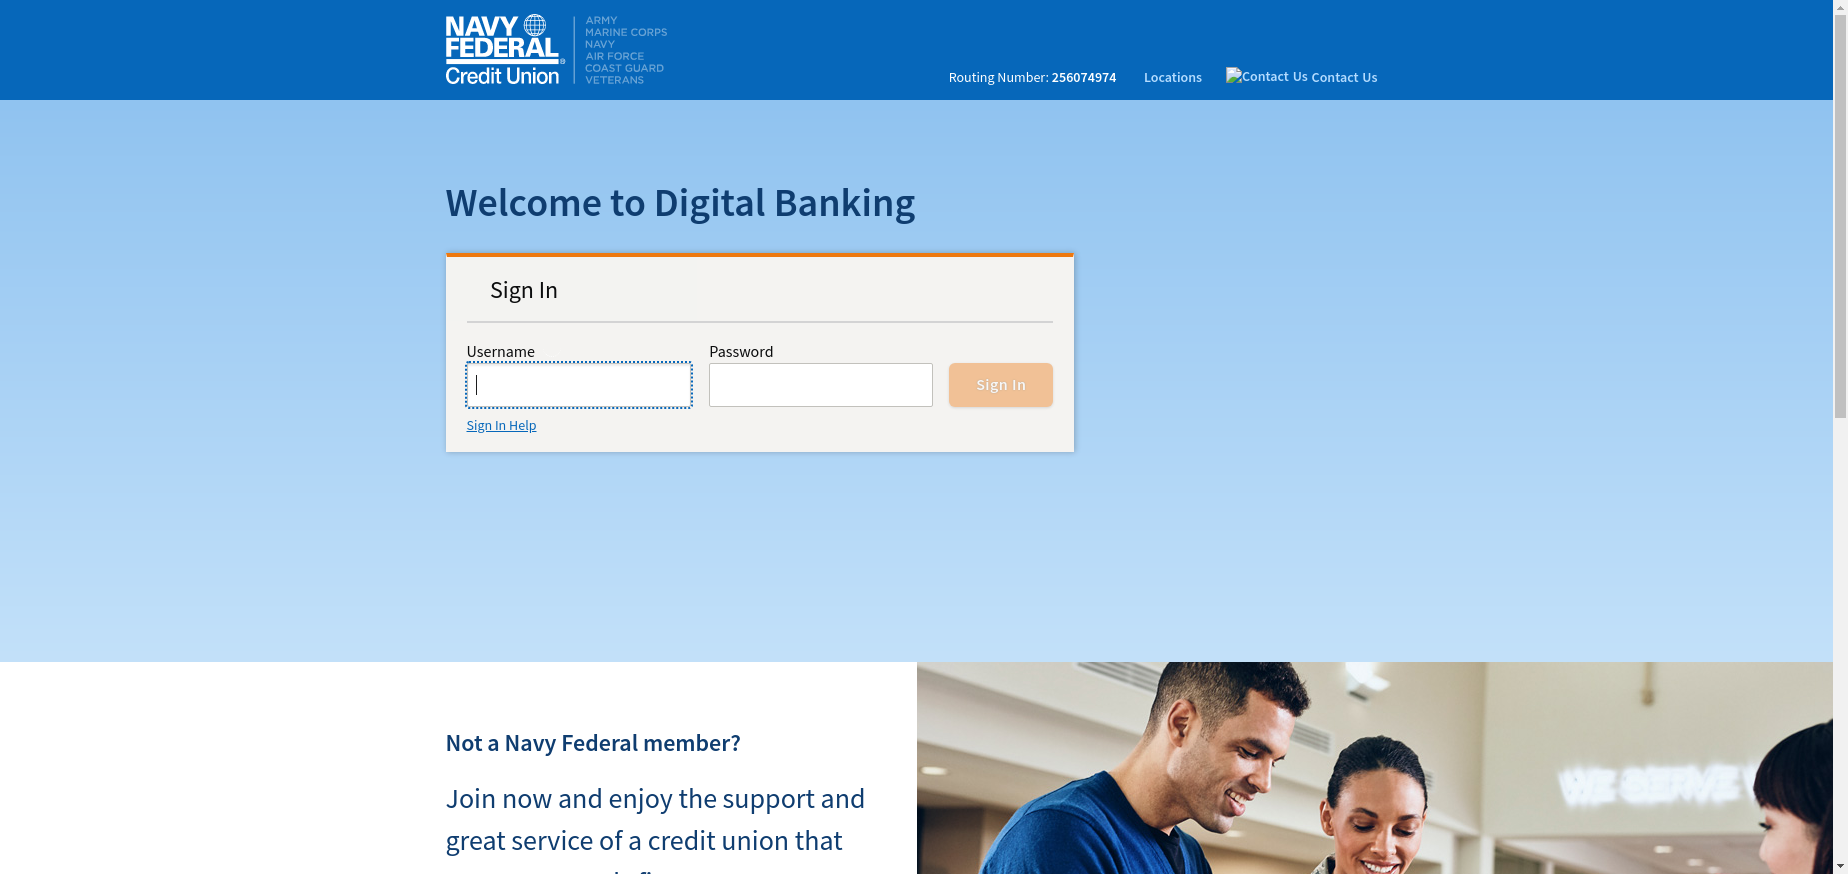 NAVY
FEDERAL
Credit Union
ARMY
MARINE CORPS
NAVY
AIR FORCE
COAST GUARD
VETERANS
Routing Number: 256074974
Locations
Contact Us Contact Us
Welcome to Digital Banking
Sign In
Username
Password
Sign In
Sign In Help
Not a Navy Federal member?
Join now and enjoy the support and
great service of a credit union that
WE SERVE